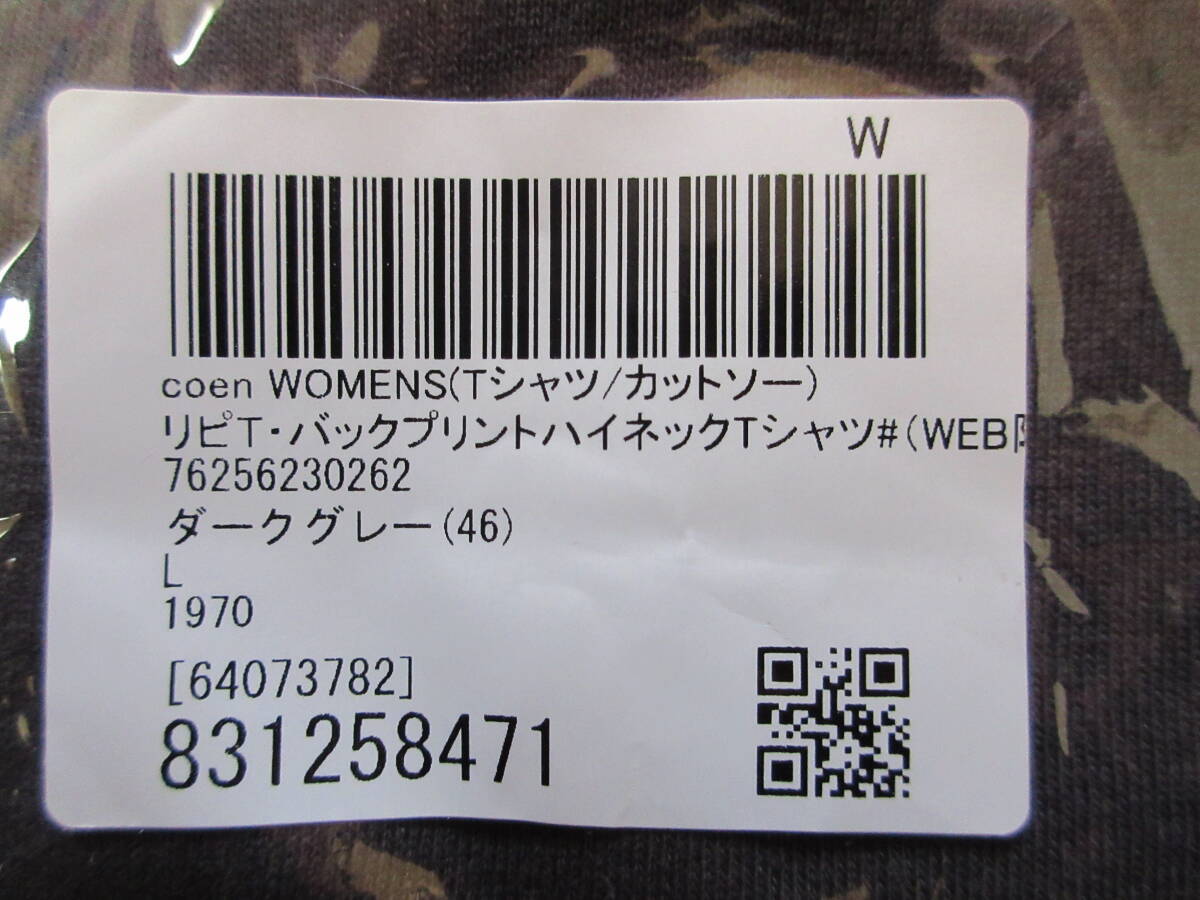 W
coen WOMENS(Tシャツ/カットソー)
リピT・バックプリントハイネックTシャツ#(WEB
76256230262
ダークグレー(46)
L
1970
[64073782]
831258471